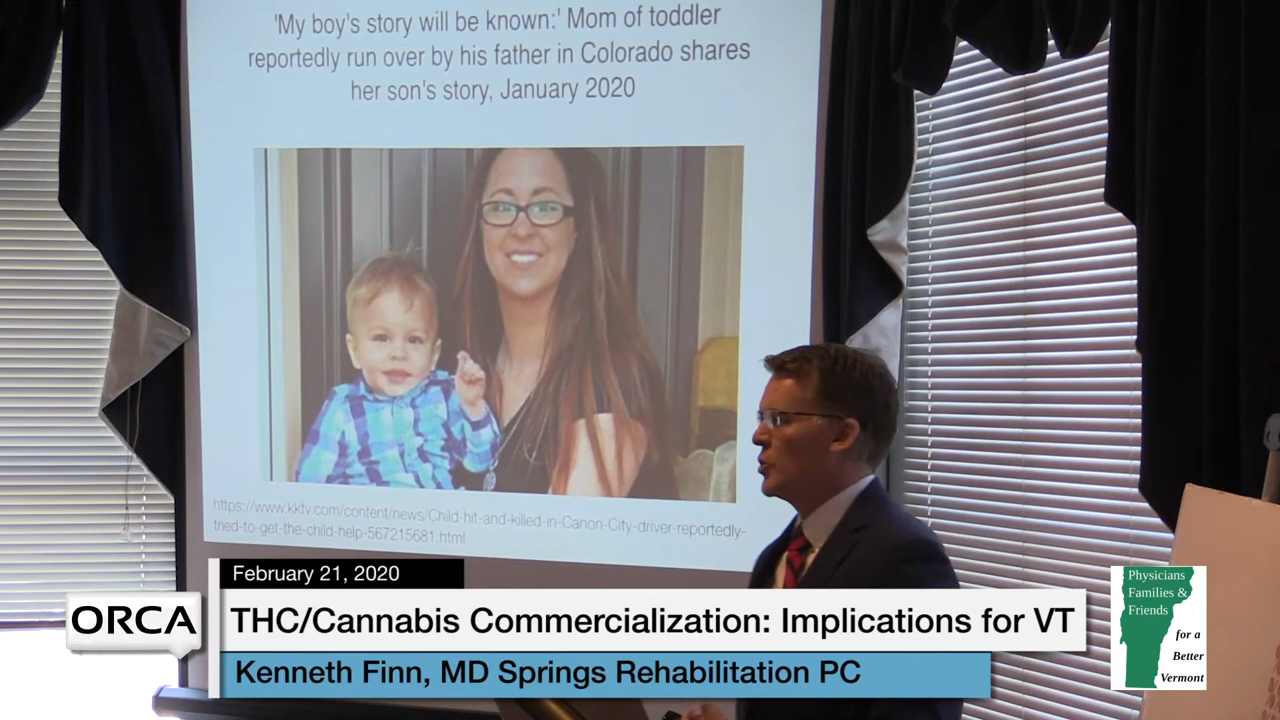 'My boy's story will be known:' Mom of toddler
reportedly run over by his father in Colorado shares
her son's story, January 2020
https://www.kktv.com/content/news/Child-hit-and-killed-in-Canon-City-driver-reportedly-
tried-to-get-the-child-help-567215681.html
February 21, 2020
ORCA
THC/Cannabis Commercialization: Implications for VT
Kenneth Finn, MD Springs Rehabilitation PC
Physicians
Families &
Friends
for a
Better
Vermont